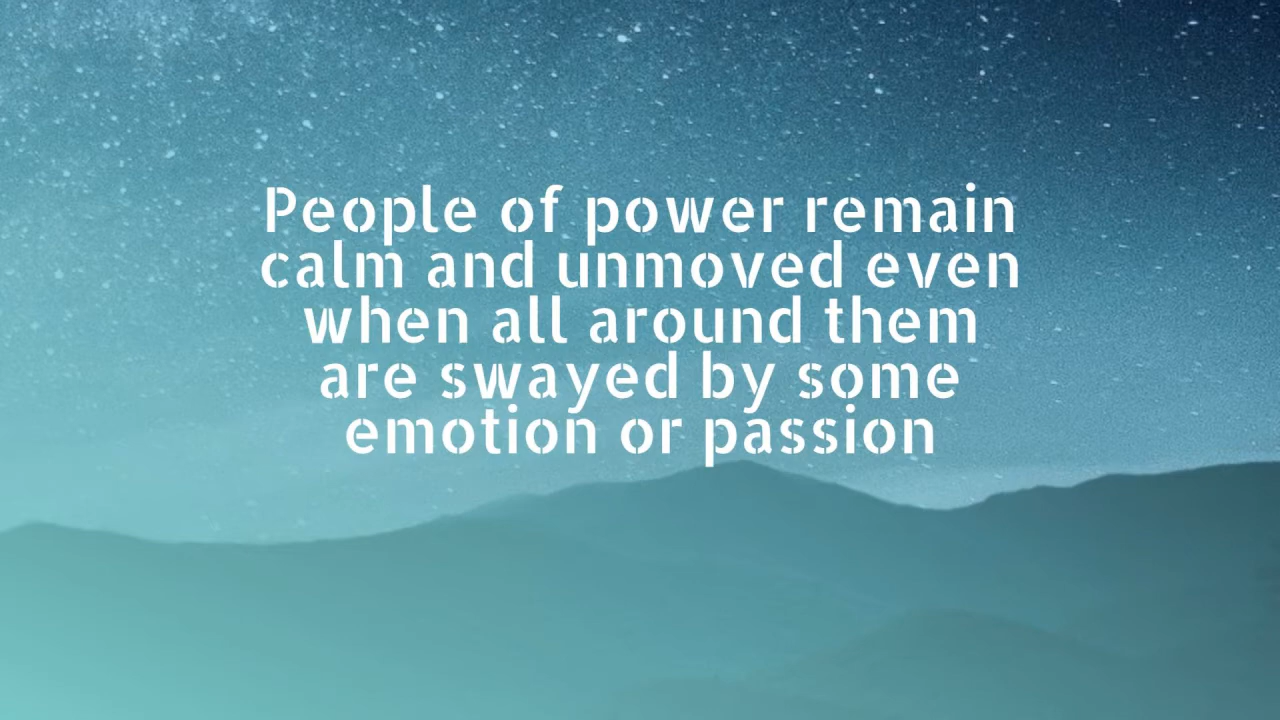 People of power remain
calm and unmoved even
when all around them
are swayed by some
emotion or passion